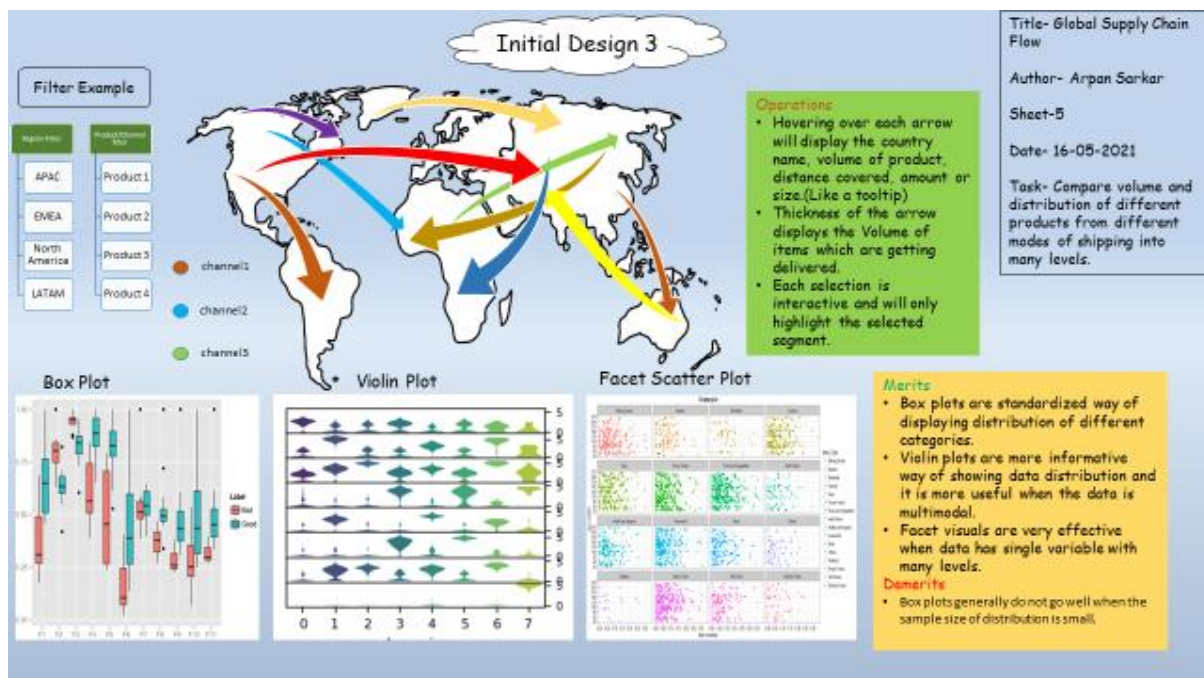 Initial Design 3
Title- Global Supply Chain
Flow
Author- Arpan Sarkar
Sheet-5
Date- 16-05-2021
Task- Compare volume and
distribution of different
products from different
modes of shipping into
many levels.
Filter Example
Region Filter
Product/Channel
filter
APAC
Product 1
EMEA
Product 2
North
America
Product 3
LATAM
Product 4
channel1
channel2
channel3
Operations
• Hovering over each arrow
will display the country
name, volume of product,
distance covered, amount or
size.(Like a tooltip)
• Thickness of the arrow
displays the Volume of
items which are getting
delivered.
• Each selection is
interactive and will only
highlight the selected
segment.
Box Plot
Label
Bad
Good
Violin Plot
0 1 2 3 4 5 6 7
Facet Scatter Plot
Merits
• Box plots are standardized way of
displaying distribution of different
categories.
• Violin plots are more informative
way of showing data distribution and
it is more useful when the data is
multimodal.
• Facet visuals are very effective
when data has single variable with
many levels.
Demerits
• Box plots generally do not go well when the
sample size of distribution is small.